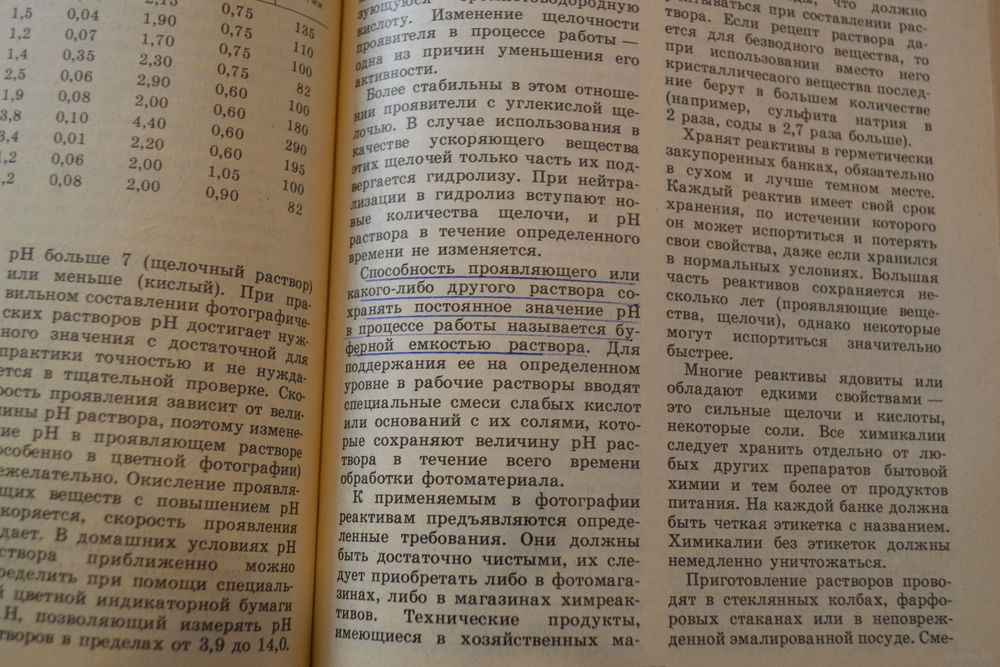 1,5 0,04 2,15 0,75 135
1,2 0,07 1,90 0,75 110
1,4 0,35 1,70 0,75 100
2,5 0,06 2,30 0,75 82
1,9 0,08 2,90 0,60 100
3,8 0,10 2,00 0,60 180
3,4 0,01 4,40 0,60 290
1,2 0,06 2,20 0,60 195
,2 0,08 2,00 1,05 100
2,00 0,90 82
pH больше 7 (щелочный раствор)
или меньше (кислый). При пра-
вильном составлении фотографиче-
ских растворов pH достигает нуж-
ного значения с достаточной для
практики точностью и не нужда-
ется в тщательной проверке. Ско-
рость проявления зависит от вели-
чины pH раствора, поэтому измене-
ние pH в проявляющем растворе
особенно в цветной фотографии)
нежелательно. Окисление проявля-
ющих веществ с повышением pH
ускоряется, скорость проявления
дает. В домашних условиях pH
створа приближенно можно
ределить при помощи специаль-
й цветной индикаторной бумаги
Н, позволяющий измерять pH
творов в пределах от 3,9 до 14,0.
кислоту. Изменение щелочности
проявителя в процессе работы —
одна из причин уменьшения его
активности.
Более стабильны в этом отноше-
нии проявители с углекислой ще-
лочью. В случае использования в
качестве ускоряющего вещества
этих щелочей только часть их под-
вергается гидролизу. При нейтра-
лизации в гидролиз вступают но-
вые количества щелочи, и pH
раствора в течение определенного
времени не изменяется.
Способность проявляющего или
какого-либо другого раствора со-
хранять постоянное значение pH
в процессе работы называется бу-
ферной емкостью раствора. Для
поддержания ее на определенном
уровне в рабочие растворы вводят
специальные смеси слабых кислот
или оснований с их солями, кото-
рые сохраняют величину pH рас-
твора в течение всего времени
обработки фотоматериала.
К применяемым в фотографии
реактивам предъявляются опреде-
ленные требования. Они должны
быть достаточно чистыми, их сле-
дует приобретать либо в фотомага-
зинах, либо в магазинах химреак-
тивов. Технические продукты,
имеющиеся в хозяйственных ма-
что должно
учитываться при составлении рас-
твора. Если рецепт раствора да-
ется для безводного вещества, то
при использовании вместо него
кристаллического вещества послед-
ние берут в большем количестве
(например, сульфита натрия в
2 раза, соды в 2,7 раза больше).
Хранят реактивы в герметически
закупоренных банках, обязательно
в сухом и лучше темном месте.
Каждый реактив имеет свой срок
хранения, по истечении которого
он может испортиться и потерять
свои свойства, даже если хранился
в нормальных условиях. Большая
часть реактивов сохраняется не-
сколько лет (проявляющие веще-
ства, щелочи), однако некоторые
могут испортиться значительно
быстрее.
Многие реактивы ядовиты или
обладают едкими свойствами —
это сильные щелочи и кислоты,
некоторые соли. Все химикалии
следует хранить отдельно от лю-
бых других препаратов бытовой
химии и тем более от продуктов
питания. На каждой банке должна
быть четкая этикетка с названием.
Химикалии без этикеток должны
немедленно уничтожаться.
Приготовление растворов прово-
дят в стеклянных колбах, фарфо-
ровых стаканах или в неповреж-
денной эмалированной посуде. Сме-